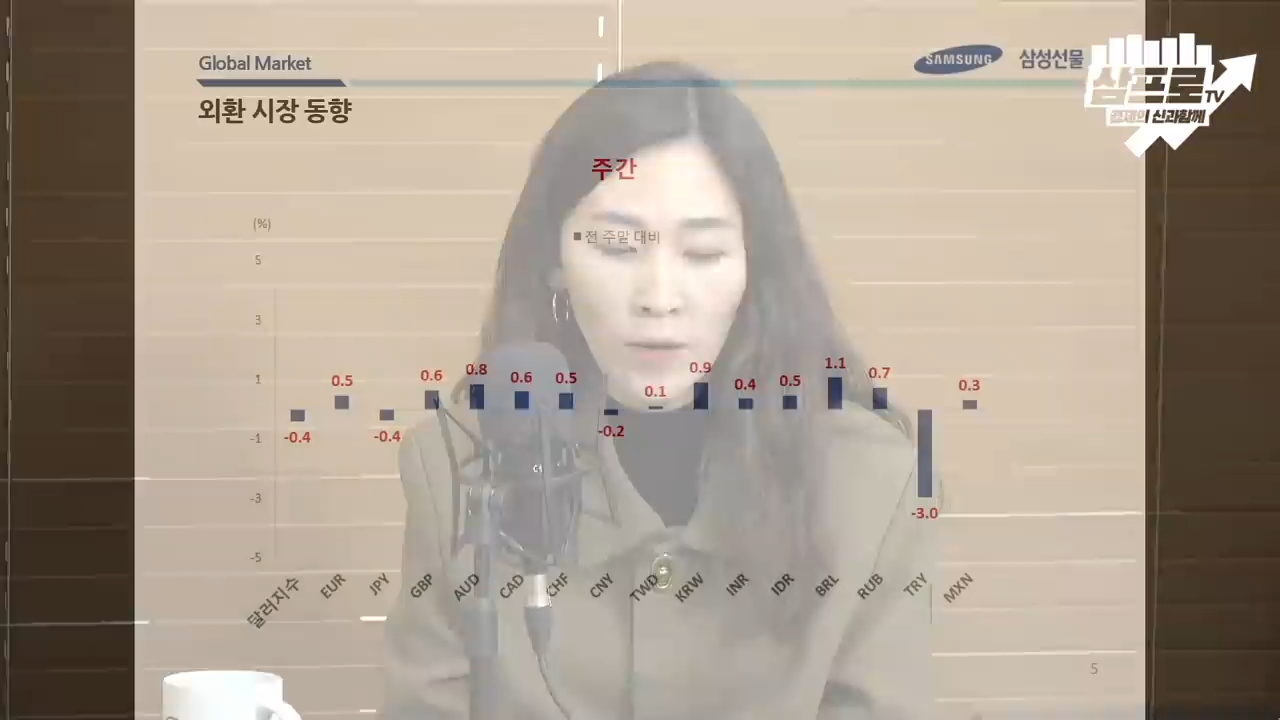 Global Market
SAMSUNG 삼성선물
삼프로TV
경제의 신과함께
외환 시장 동향
주간
(%)
■ 전 주말 대비
5
3
1
-1
-3
-5
-0.4
0.5
-0.4
0.6
0.8
0.6
0.5
-0.2
0.1
0.9
0.4
0.5
1.1
0.7
-3.0
0.3
달러지수
EUR
JPY
GBP
AUD
CAD
CHF
CNY
TWD
KRW
INR
IDR
BRL
RUB
TRY
MXN
5